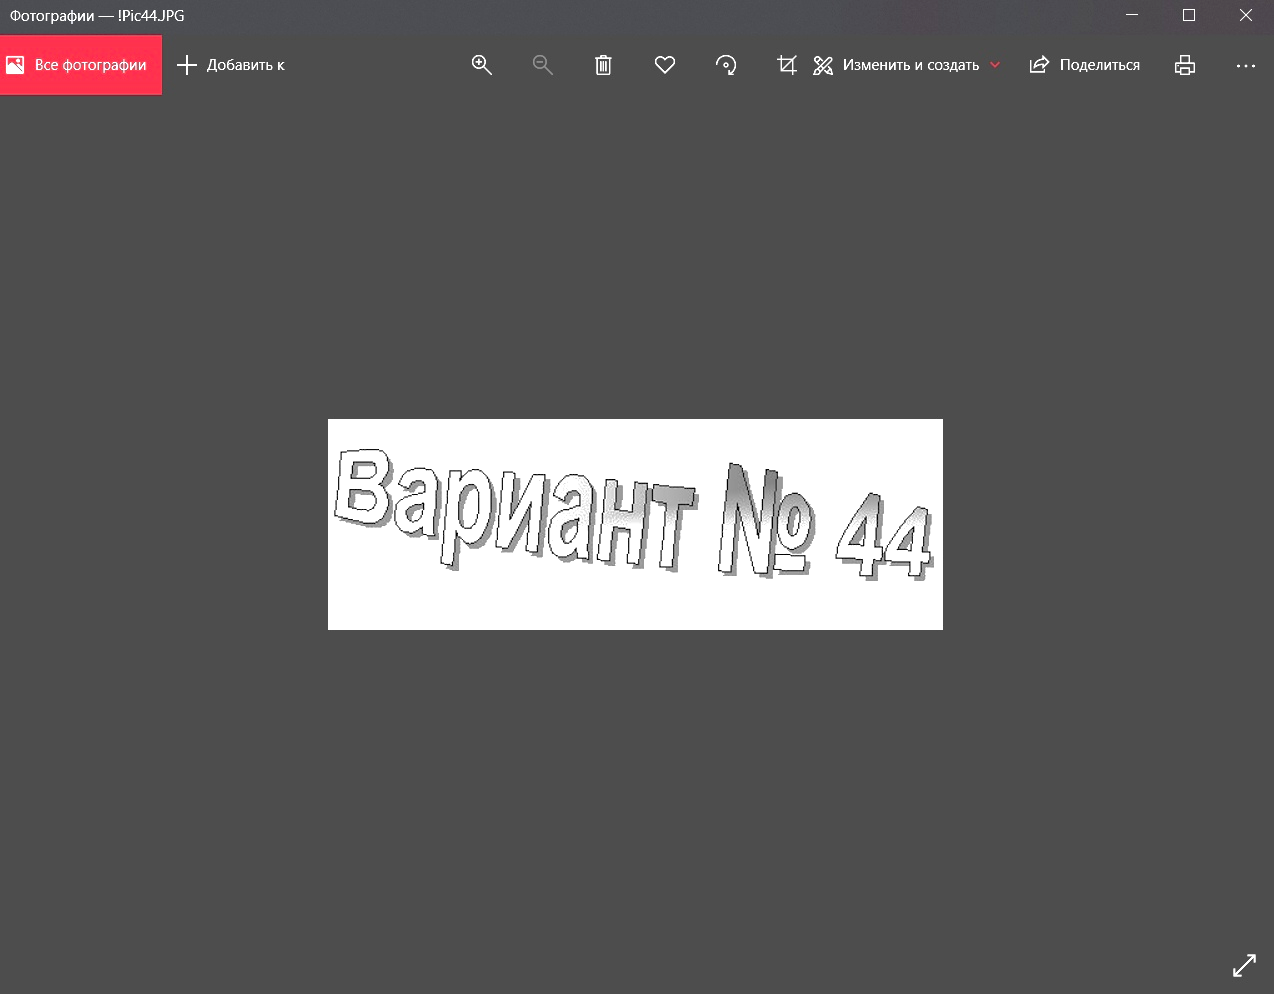 Фотографии — !Pic44.JPG
Все фотографии
Добавить к
Изменить и создать
Поделиться
Вариант № 44